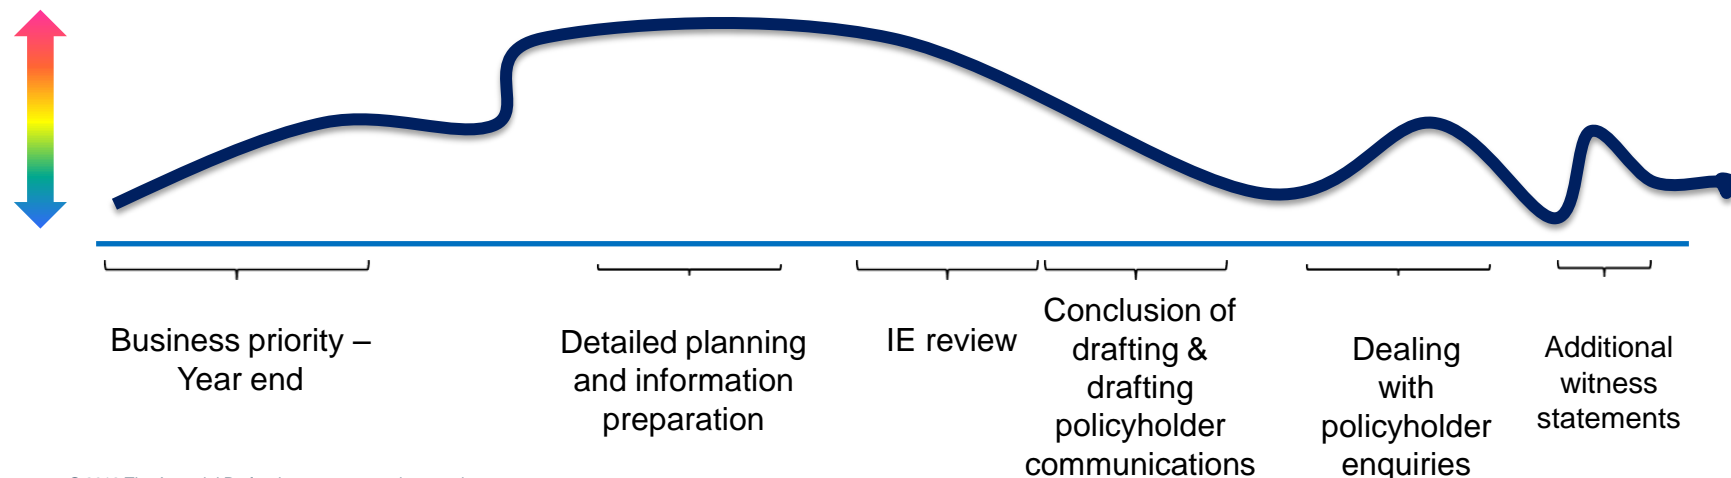 Business priority –
Year end
Detailed planning
and information
preparation
IE review
Conclusion of
drafting &
drafting
policyholder
communications
Dealing
with
policyholder
enquiries
Additional
witness
statements